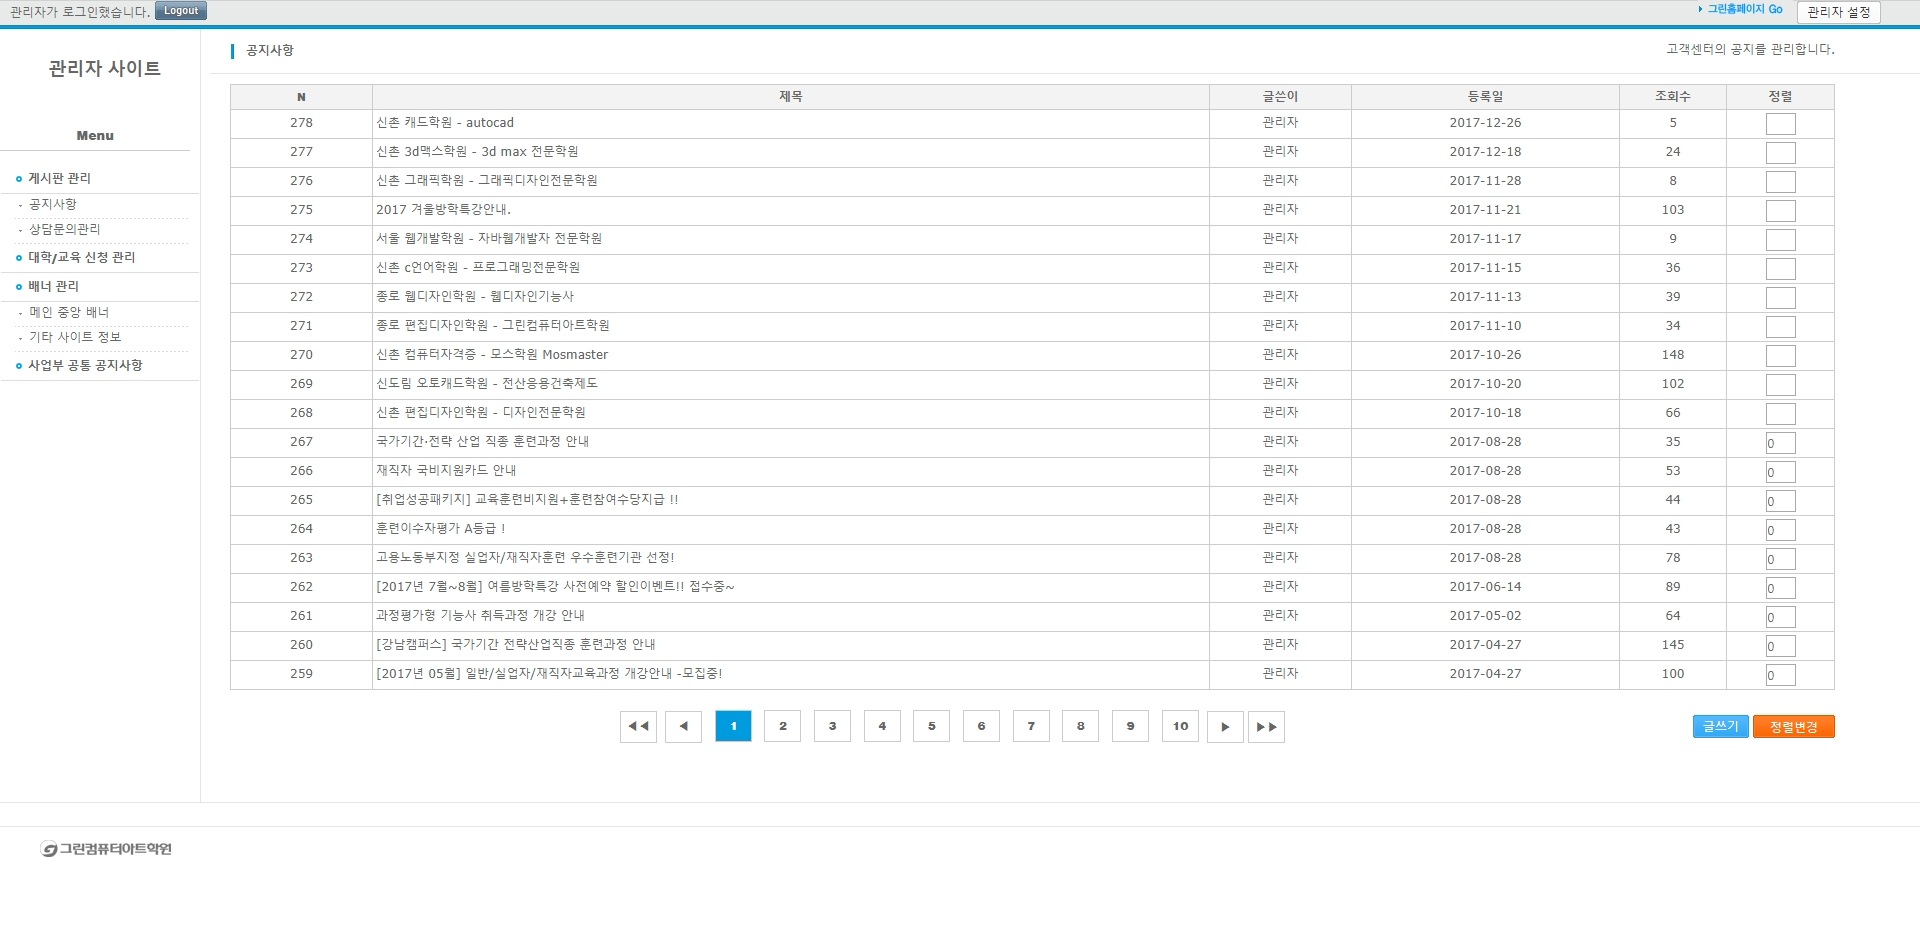 관리자가 로그인했습니다. Logout
그린홈페이지 Go 관리자 설정
관리자 사이트
Menu
게시판 관리
- 공지사항
- 상담문의관리
대학/교육 신청 관리
배너 관리
- 메인 중앙 배너
- 기타 사이트 정보
사업부 공통 공지사항
공지사항 고객센터의 공지를 관리합니다.
N 제목 글쓴이 등록일 조회수 정렬
278 신촌 캐드학원 - autocad 관리자 2017-12-26 5
277 신촌 3d맥스학원 - 3d max 전문학원 관리자 2017-12-18 24
276 신촌 그래픽학원 - 그래픽디자인전문학원 관리자 2017-11-28 8
275 2017 겨울방학특강안내. 관리자 2017-11-21 103
274 서울 웹개발학원 - 자바웹개발자 전문학원 관리자 2017-11-17 9
273 신촌 c언어학원 - 프로그래밍전문학원 관리자 2017-11-15 36
272 종로 웹디자인학원 - 웹디자인기능사 관리자 2017-11-13 39
271 종로 편집디자인학원 - 그린컴퓨터아트학원 관리자 2017-11-10 34
270 신촌 컴퓨터자격증 - 모스학원 Mosmaster 관리자 2017-10-26 148
269 신도림 오토캐드학원 - 전산응용건축제도 관리자 2017-10-20 102
268 신촌 편집디자인학원 - 디자인전문학원 관리자 2017-10-18 66
267 국가기간·전략 산업 직종 훈련과정 안내 관리자 2017-08-28 35 0
266 재직자 국비지원카드 안내 관리자 2017-08-28 53 0
265 [취업성공패키지] 교육훈련비지원+훈련참여수당지급 !! 관리자 2017-08-28 44 0
264 훈련이수자평가 A등급 ! 관리자 2017-08-28 43 0
263 고용노동부지정 실업자/재직자훈련 우수훈련기관 선정! 관리자 2017-08-28 78 0
262 [2017년 7월~8월] 여름방학특강 사전예약 할인이벤트!! 접수중~ 관리자 2017-06-14 89 0
261 과정평가형 기능사 취득과정 개강 안내 관리자 2017-05-02 64 0
260 [강남캠퍼스] 국가기간 전략산업직종 훈련과정 안내 관리자 2017-04-27 145 0
259 [2017년 05월] 일반/실업자/재직자교육과정 개강안내 -모집중! 관리자 2017-04-27 100 0
◀◀ ◀ 1 2 3 4 5 6 7 8 9 10 ▶ ▶▶ 글쓰기 정렬변경
그린컴퓨터아트학원